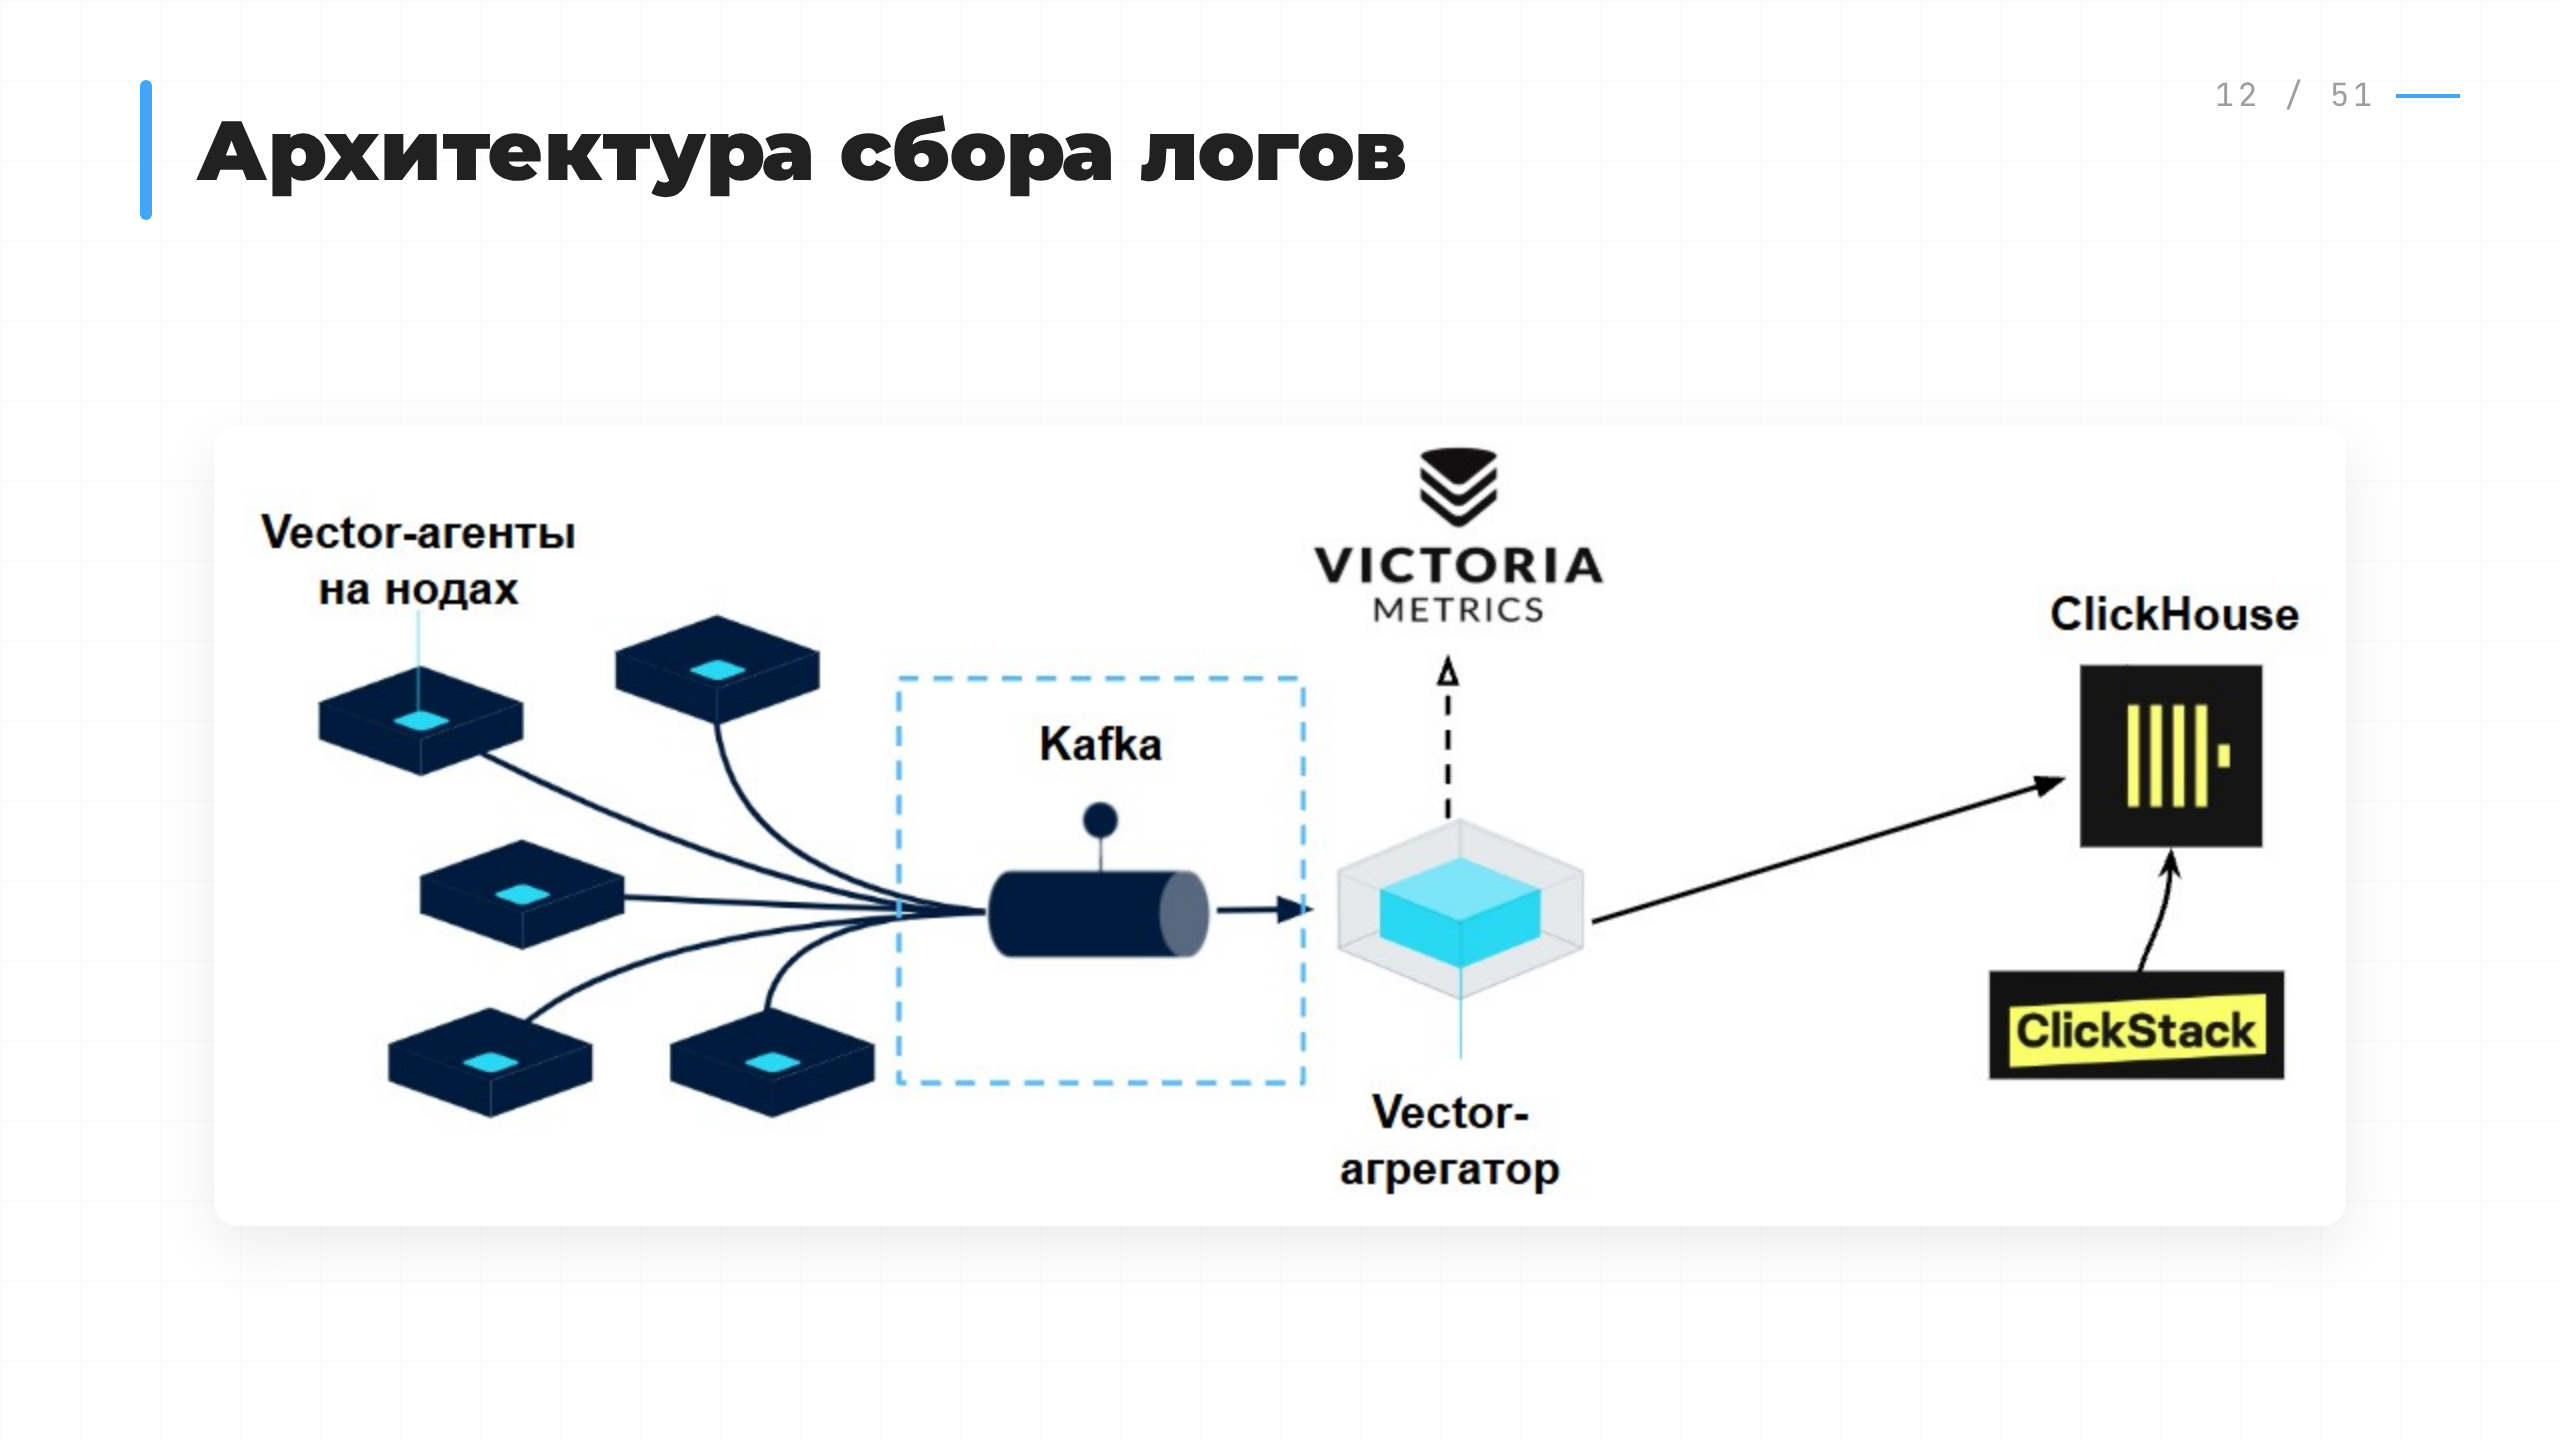 Архитектура сбора логов
12 / 51
Vector-агенты
на нодах
VICTORIA
METRICS
ClickHouse
Kafka
ClickStack
Vector-
агрегатор